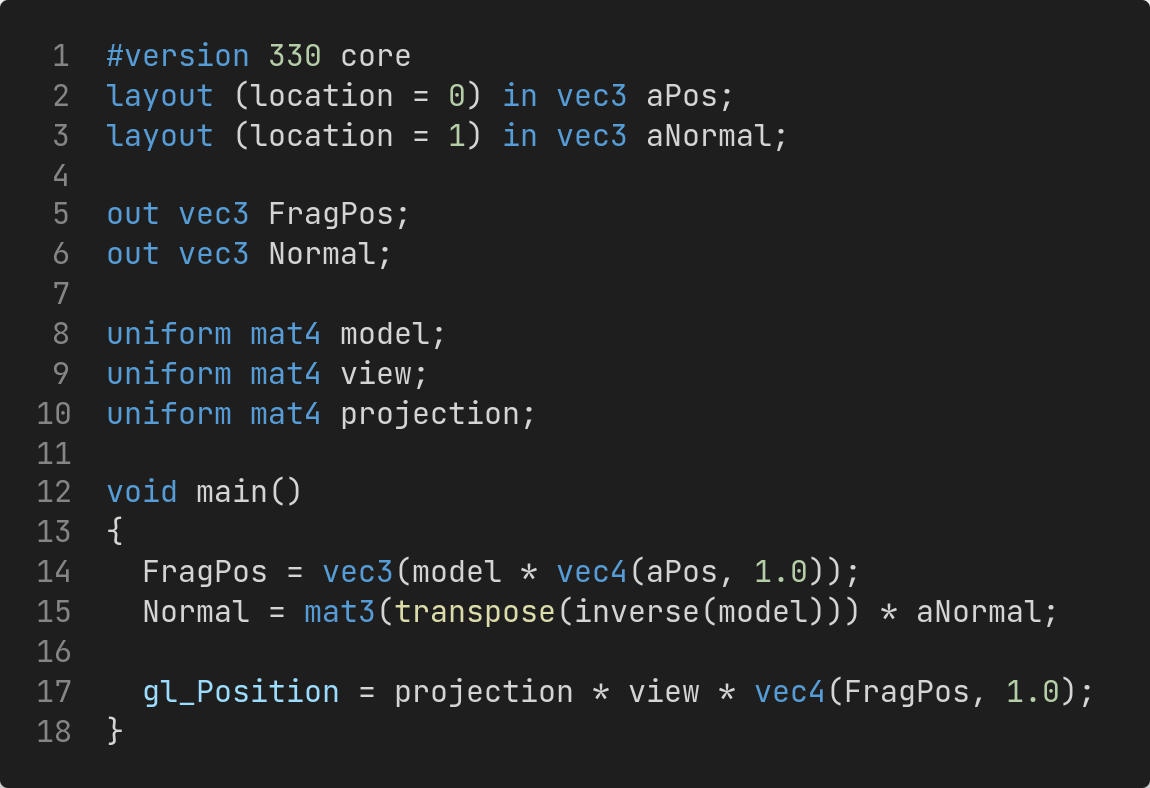 1 #version 330 core
2 layout (location = 0) in vec3 aPos;
3 layout (location = 1) in vec3 aNormal;
4
5 out vec3 FragPos;
6 out vec3 Normal;
7
8 uniform mat4 model;
9 uniform mat4 view;
10 uniform mat4 projection;
11
12 void main()
13 {
14   FragPos = vec3(model * vec4(aPos, 1.0));
15   Normal = mat3(transpose(inverse(model))) * aNormal;
16
17   gl_Position = projection * view * vec4(FragPos, 1.0);
18 }